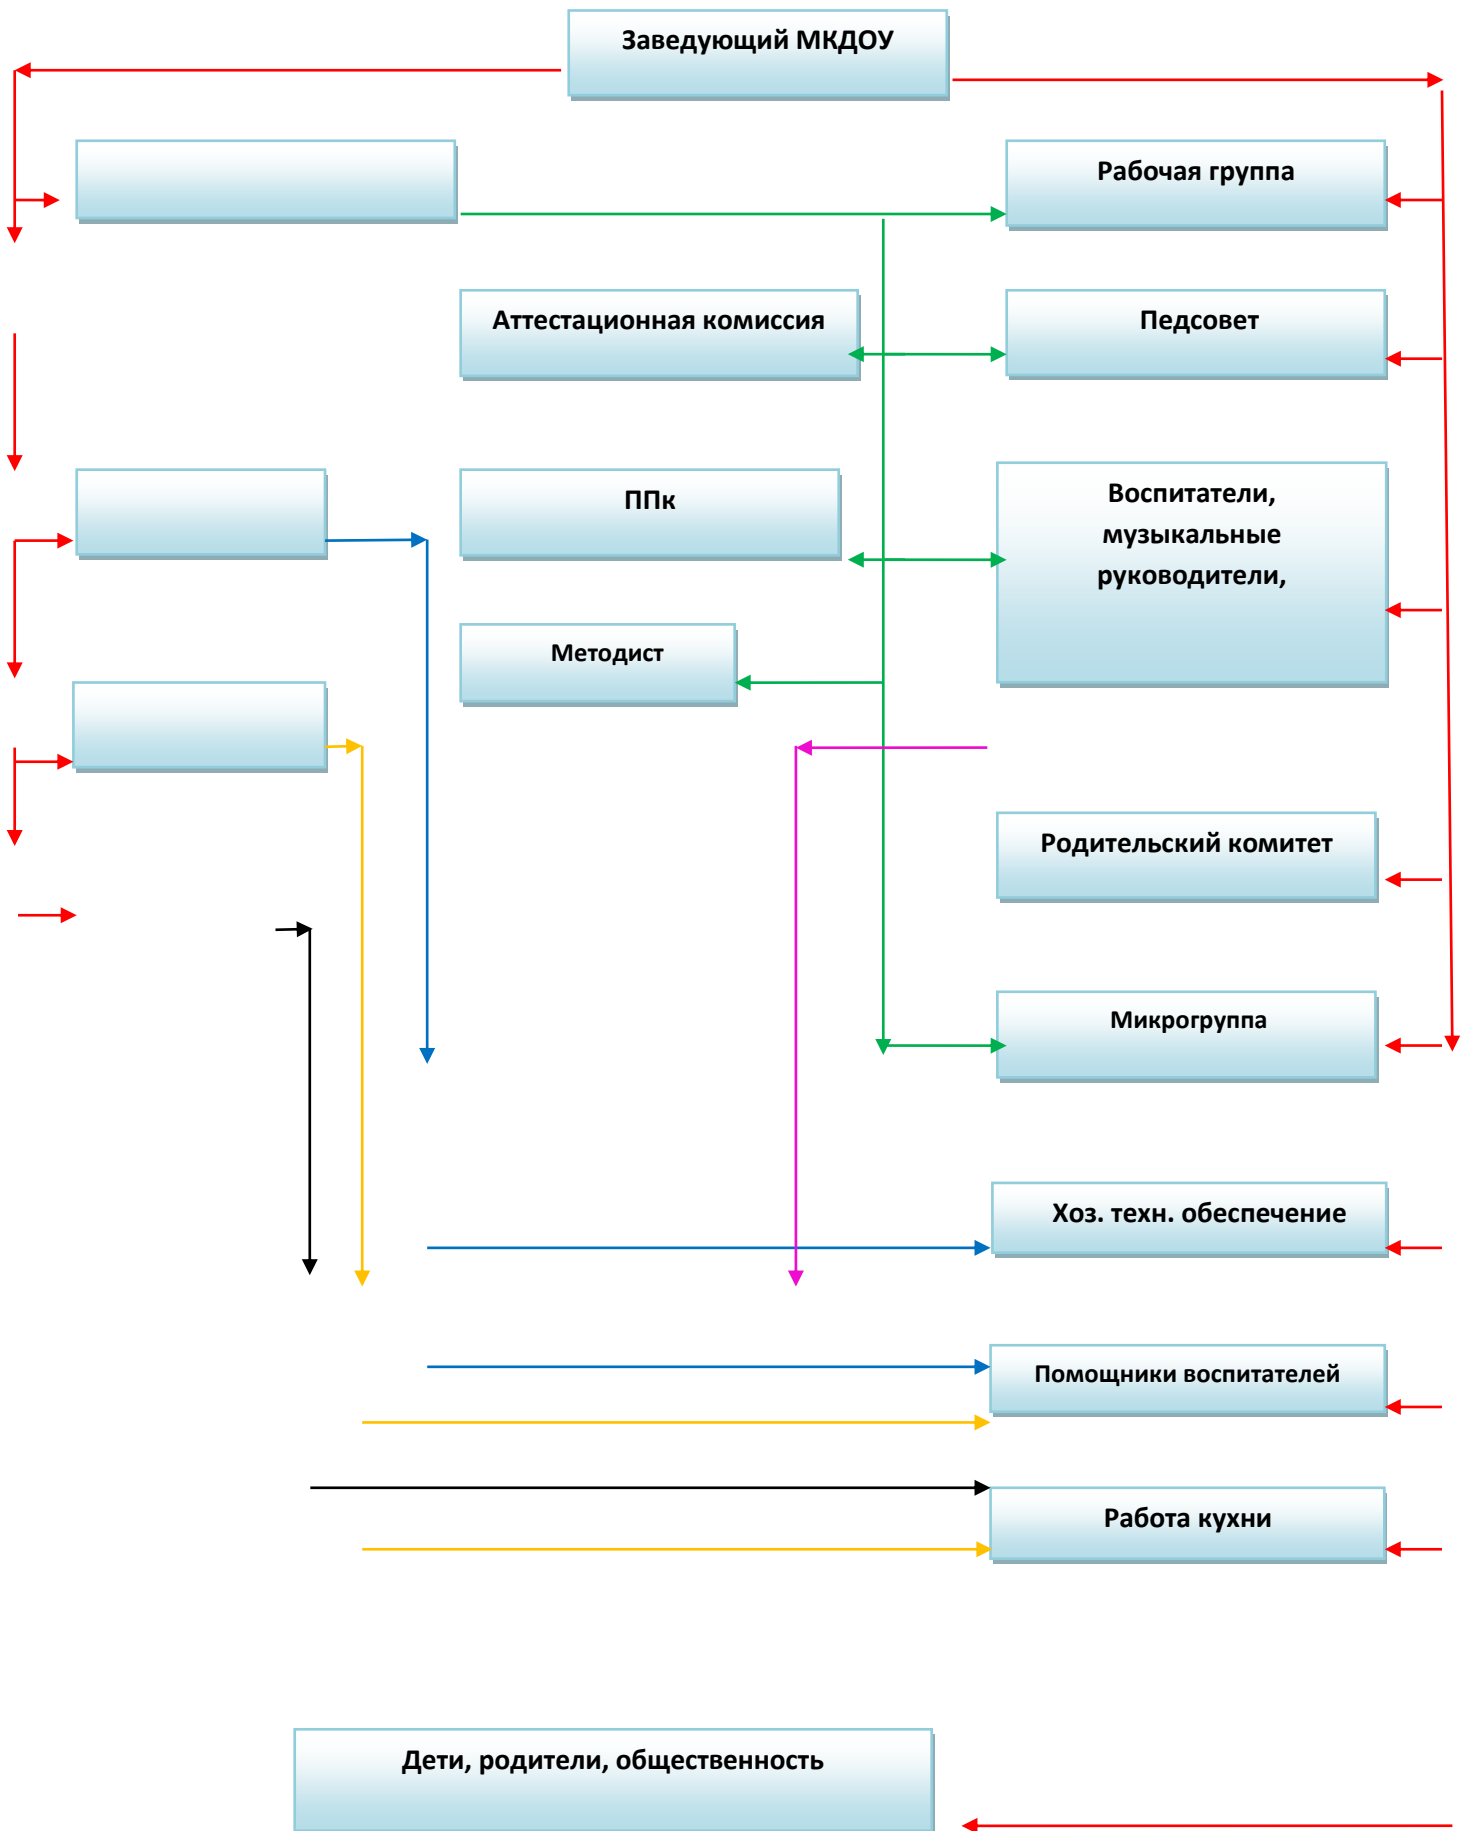 Заведующий МКДОУ
Рабочая группа
Аттестационная комиссия
Педсовет
ППк
Воспитатели,
музыкальные
руководители,
Методист
Родительский комитет
Микрогруппа
Хоз. техн. обеспечение
Помощники воспитателей
Работа кухни
Дети, родители, общественность